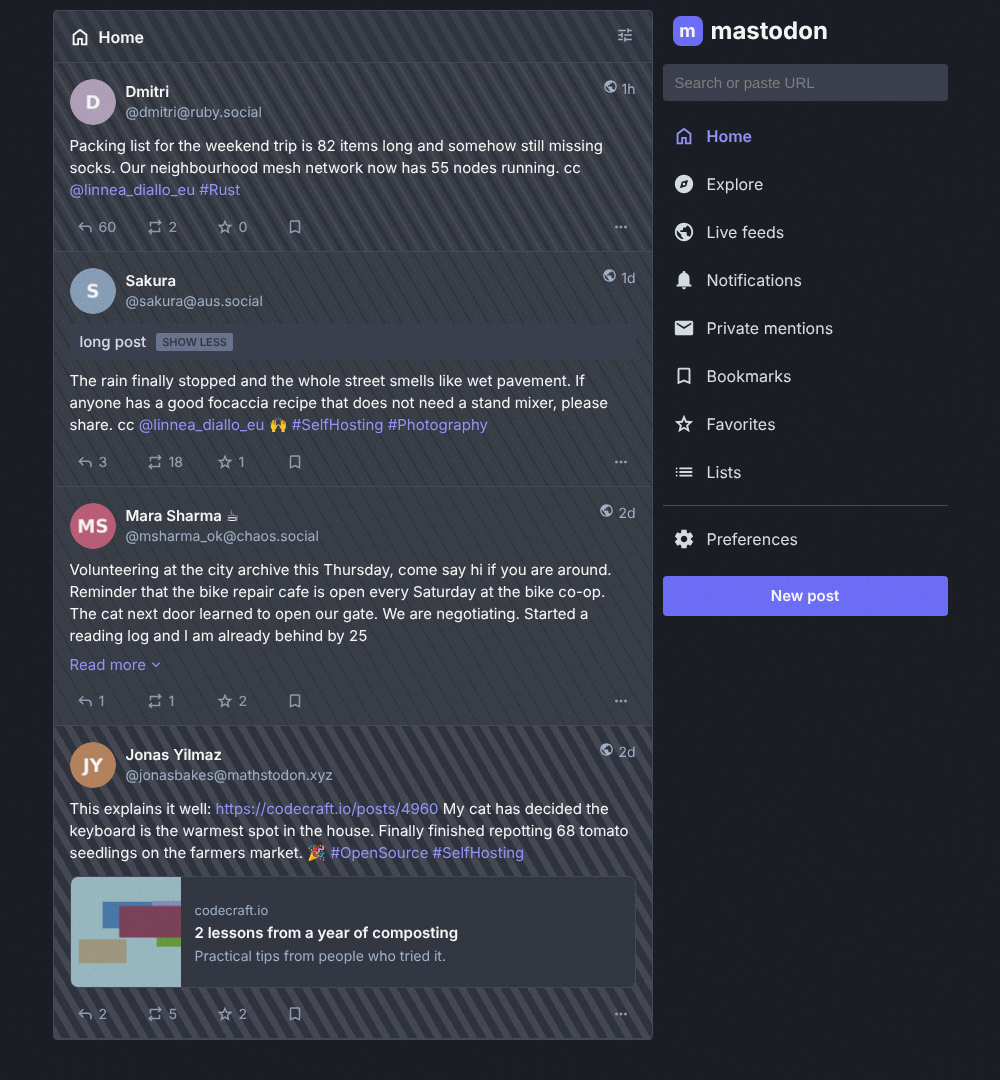 Home
D
Dmitri
1h
@dmitri@ruby.social
Packing list for the weekend trip is 82 items long and somehow still missing
socks. Our neighbourhood mesh network now has 55 nodes running. cc
@linnea_diallo_eu #Rust
60 2 0
S
Sakura
1d
@sakura@aus.social
long post SHOW LESS
The rain finally stopped and the whole street smells like wet pavement. If
anyone has a good focaccia recipe that does not need a stand mixer, please
share. cc @linnea_diallo_eu 🙌 #SelfHosting #Photography
3 18 1
MS
Mara Sharma ☕
2d
@msharma_ok@chaos.social
Volunteering at the city archive this Thursday, come say hi if you are around.
Reminder that the bike repair cafe is open every Saturday at the bike co-op.
The cat next door learned to open our gate. We are negotiating. Started a
reading log and I am already behind by 25
Read more
1 1 2
JY
Jonas Yilmaz
2d
@jonasbakes@mathstodon.xyz
This explains it well: https://codecraft.io/posts/4960 My cat has decided the
keyboard is the warmest spot in the house. Finally finished repotting 68 tomato
seedlings on the farmers market. 🎉 #OpenSource #SelfHosting
codecraft.io
2 lessons from a year of composting
Practical tips from people who tried it.
2 5 2
m mastodon
Search or paste URL
Home
Explore
Live feeds
Notifications
Private mentions
Bookmarks
Favorites
Lists
Preferences
New post